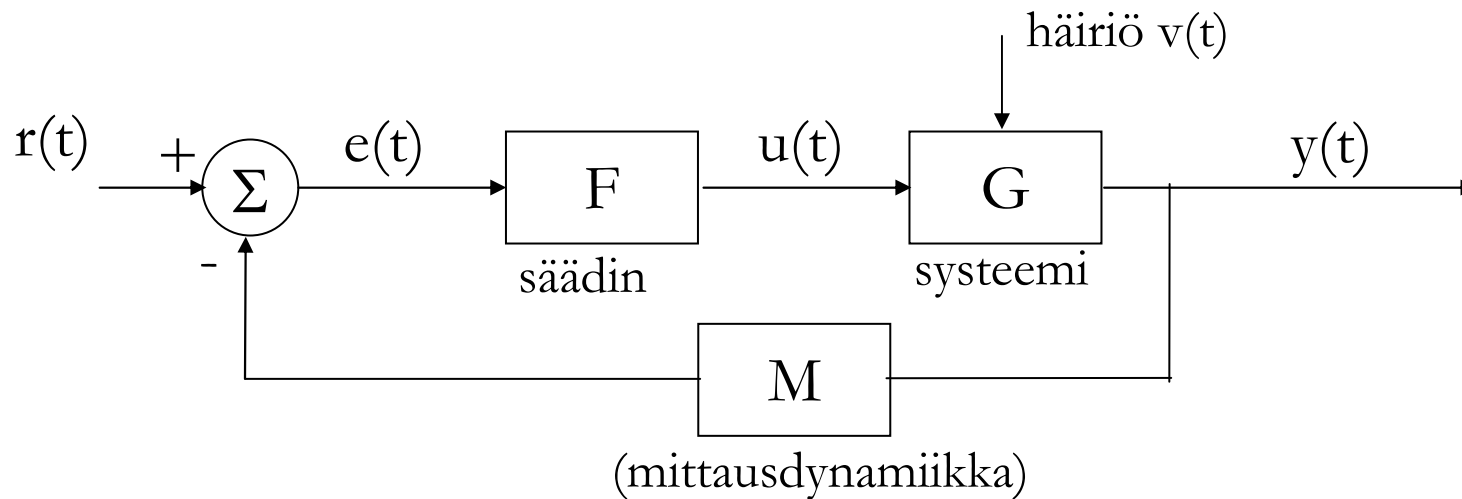 häiriö v(t)
r(t)
+
Σ
e(t)
F
u(t)
G
y(t)
-
säädin
systeemi
M
(mittausdynamiikka)